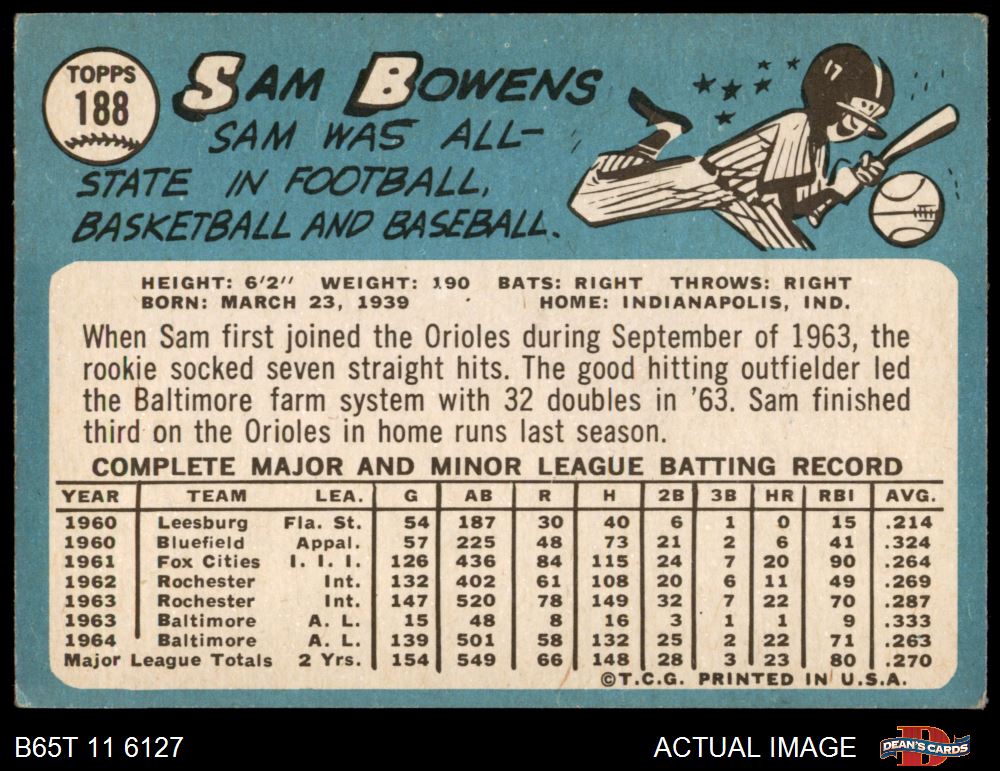 TOPPS
188
SAM BOWENS
SAM WAS ALL-
STATE IN FOOTBALL,
BASKETBALL AND BASEBALL.
17
HEIGHT: 6'2" WEIGHT: 190 BATS: RIGHT THROWS: RIGHT
BORN: MARCH 23, 1939 HOME: INDIANAPOLIS, IND.
When Sam first joined the Orioles during September of 1963, the
rookie socked seven straight hits. The good hitting outfielder led
the Baltimore farm system with 32 doubles in '63. Sam finished
third on the Orioles in home runs last season.
COMPLETE MAJOR AND MINOR LEAGUE BATTING RECORD
YEAR TEAM LEA. G AB R H 2B 3B HR RBI AVG.
1960 Leesburg Fla. St. 54 187 30 40 6 1 0 15 .214
1960 Bluefield Appal. 57 225 48 73 21 2 6 41 .324
1961 Fox Cities I. I. I. 126 436 84 115 24 7 20 90 .264
1962 Rochester Int. 132 402 61 108 20 6 11 49 .269
1963 Rochester Int. 147 520 78 149 32 7 22 70 .287
1963 Baltimore A. L. 15 48 8 16 3 1 1 9 .333
1964 Baltimore A. L. 139 501 58 132 25 2 22 71 .263
Major League Totals 2 Yrs. 154 549 66 148 28 3 23 80 .270
©T.C.G. PRINTED IN U.S.A.
B65T 11 6127 ACTUAL IMAGE DEAN'S CARDS